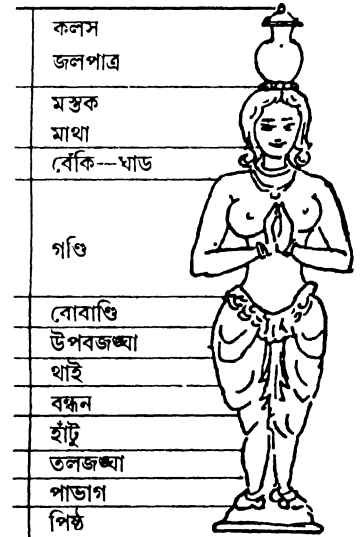 কলস
জলপাত্র
মস্তক
মাথা
বেঁকি---ঘাড
গণ্ডি
বোবাণ্ডি
উপবজঙ্ঘা
থাই
বন্ধন
হাঁটু
তলজঙ্ঘা
পাভাগ
পিষ্ঠ